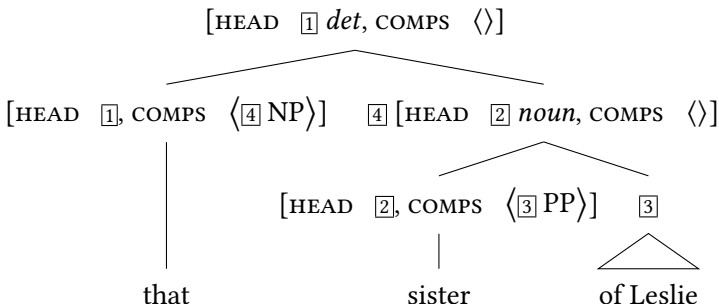 [HEAD 1 det, COMPS ⟨⟩]
[HEAD 1, COMPS ⟨4 NP⟩] 4 [HEAD 2 noun, COMPS ⟨⟩]
[HEAD 2, COMPS ⟨3 PP⟩] 3
that sister of Leslie